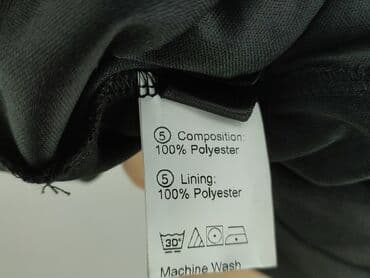 ⑤ Composition:
100% Polyester
⑤ Lining:
100% Polyester
30°
Machine Wash